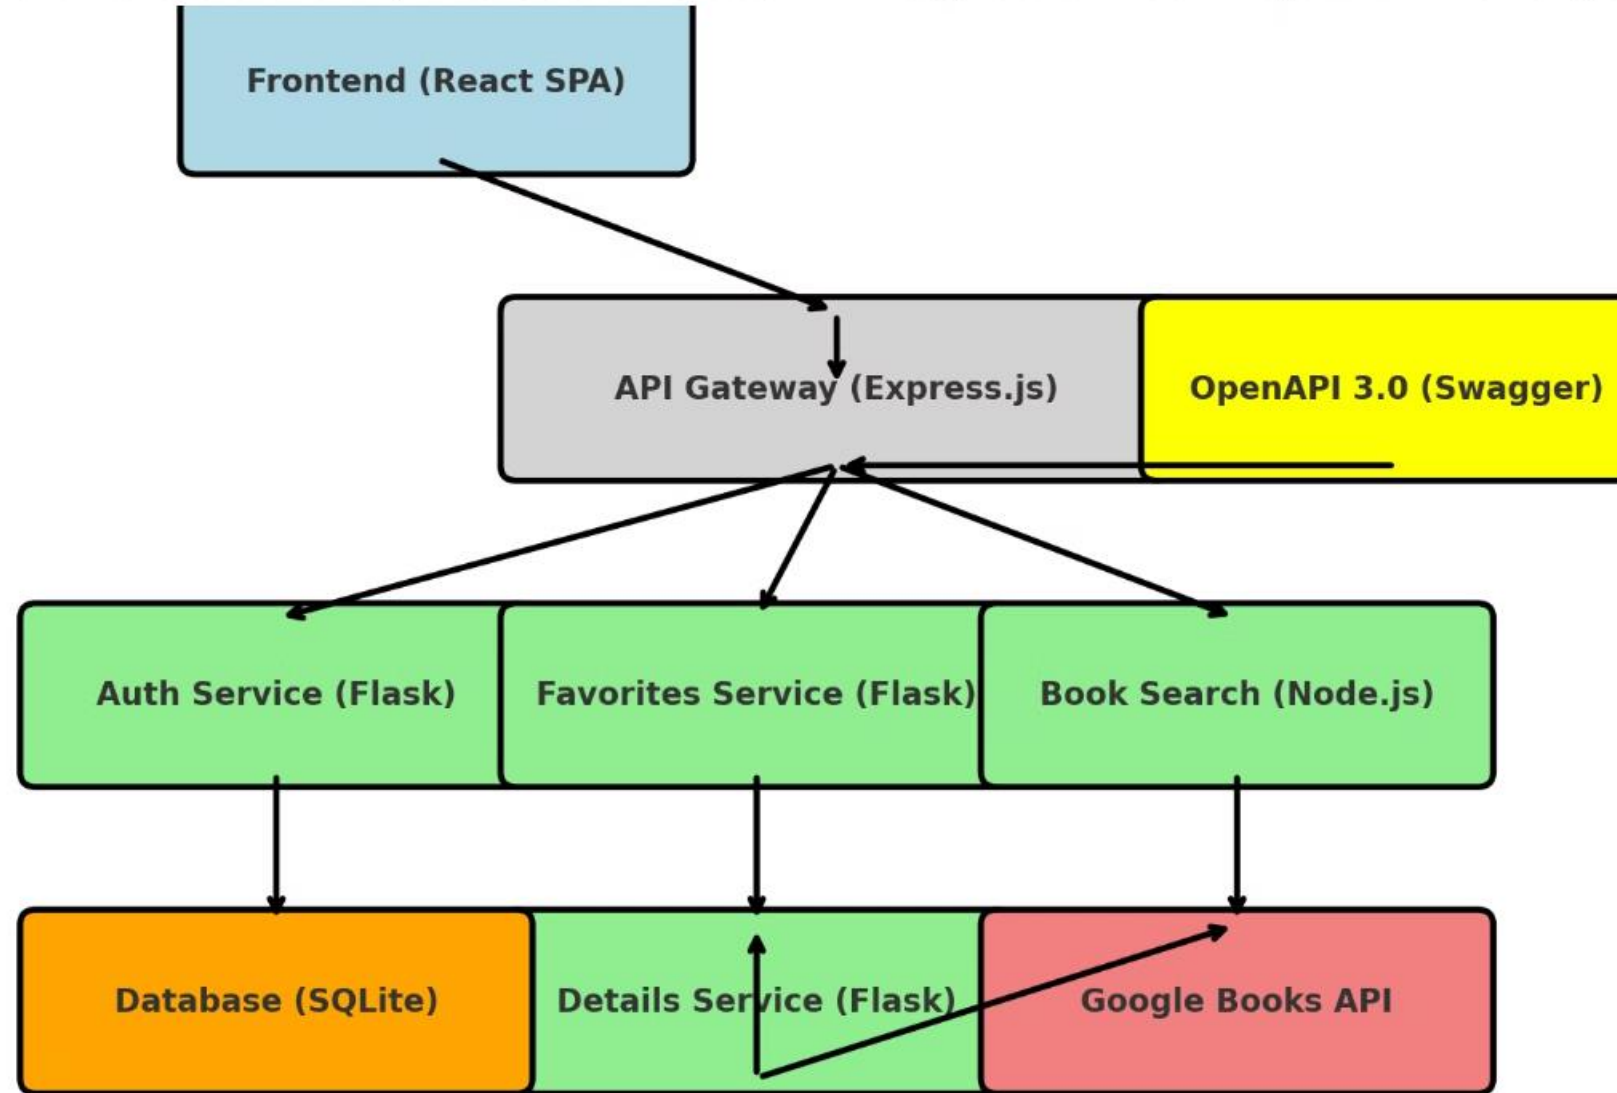 Frontend (React SPA)
API Gateway (Express.js)
OpenAPI 3.0 (Swagger)
Auth Service (Flask)
Favorites Service (Flask)
Book Search (Node.js)
Database (SQLite)
Details Service (Flask)
Google Books API